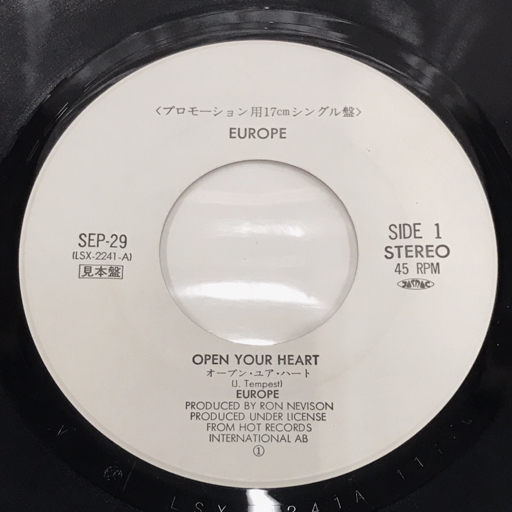 〈プロモーション用17cmシングル盤〉
EUROPE
SEP-29
(LSX-2241-A)
見本盤
SIDE 1
STEREO
45 RPM
OPEN YOUR HEART
オープン・ユア・ハート
(J. Tempest)
EUROPE
PRODUCED BY RON NEVISON
PRODUCED UNDER LICENSE
FROM HOT RECORDS
INTERNATIONAL AB
①